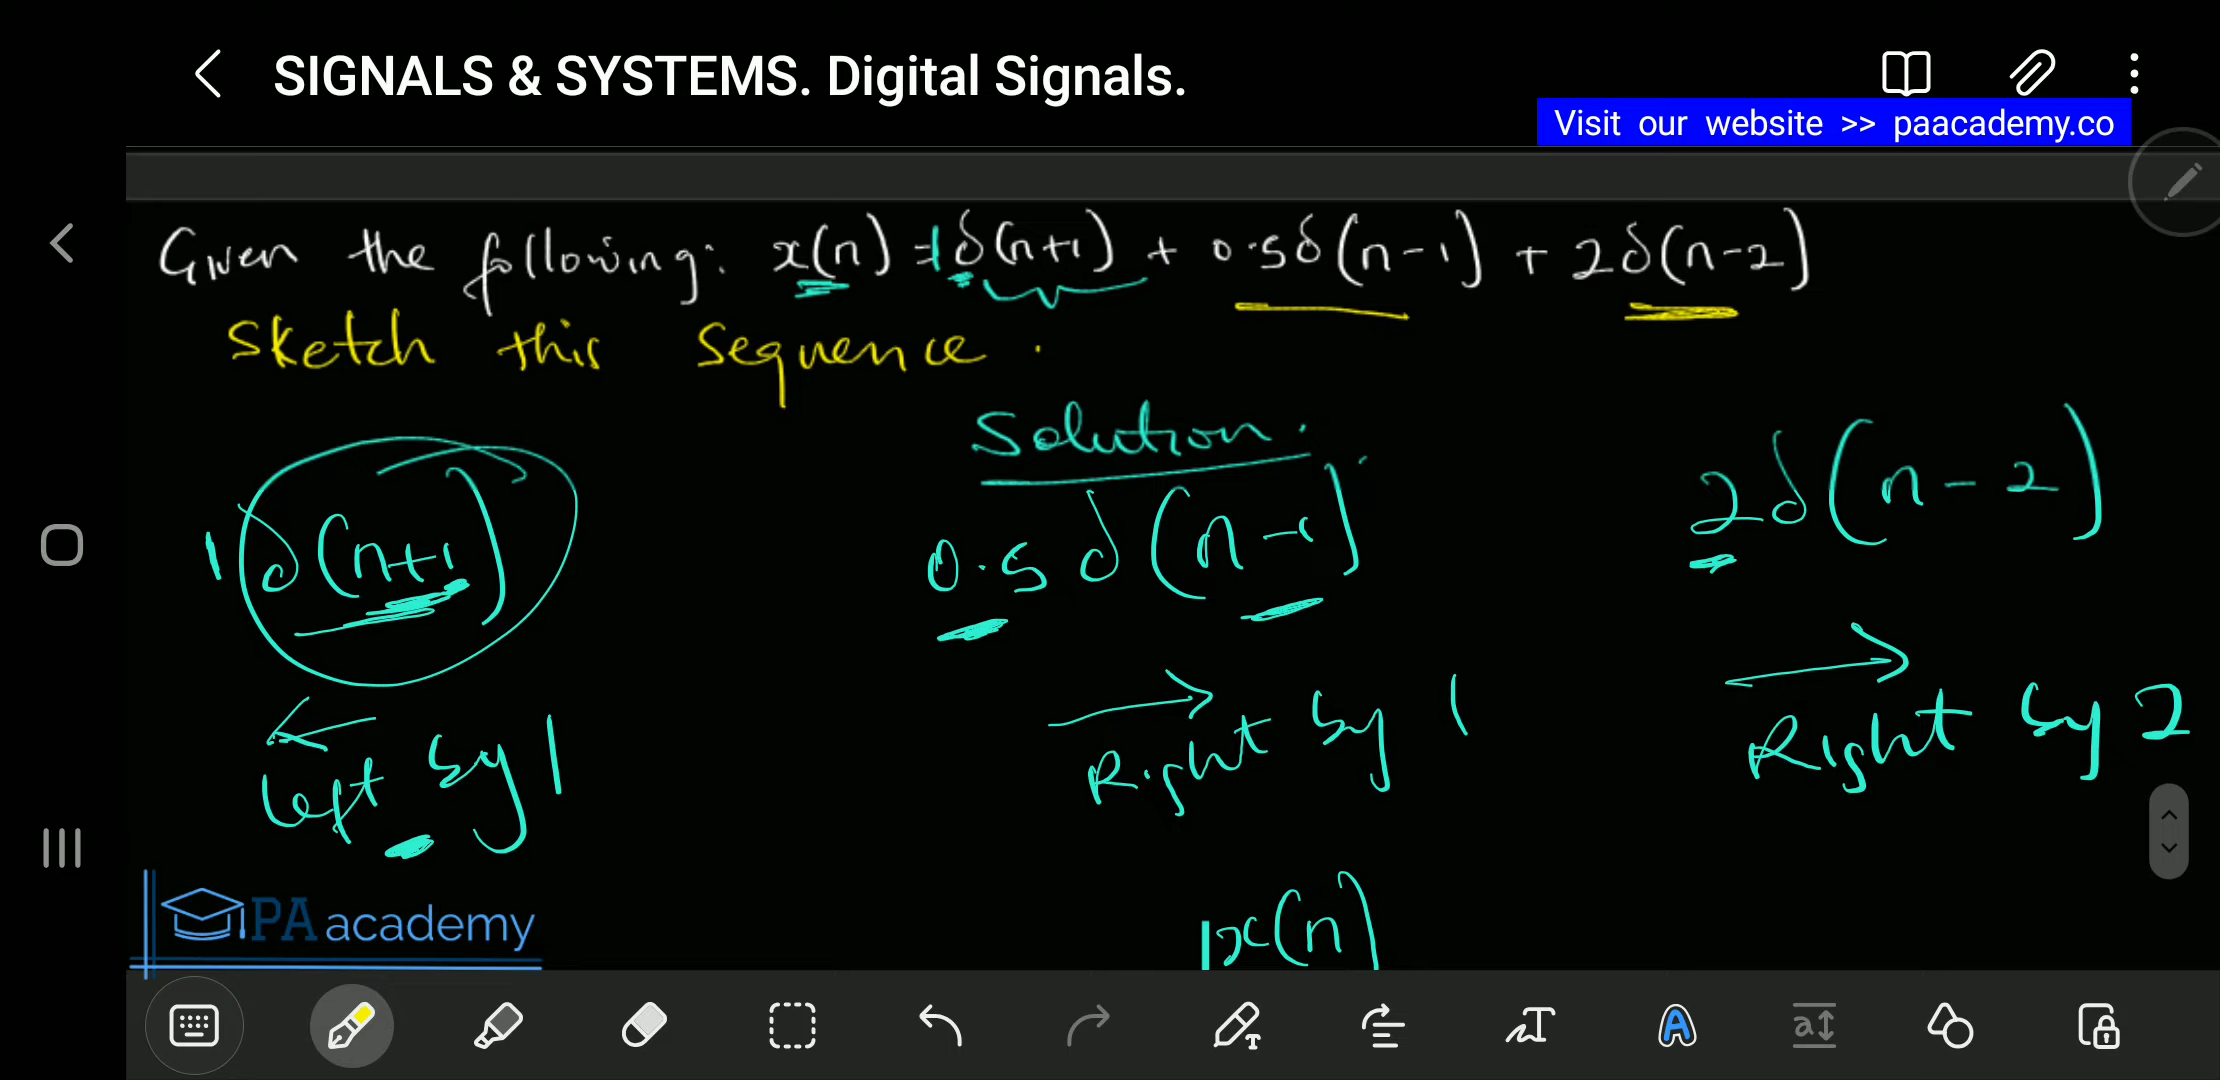 SIGNALS & SYSTEMS. Digital Signals.
Visit our website >> paacademy.co
Given the following: x(n) = 1δ(n+1) + 0.5δ(n-1) + 2δ(n-2)
Sketch this sequence.
Solution.
1δ(n+1) 0.5δ(n-1) 2δ(n-2)
left by 1 Right by 1 Right by 2
x(n)
PA academy